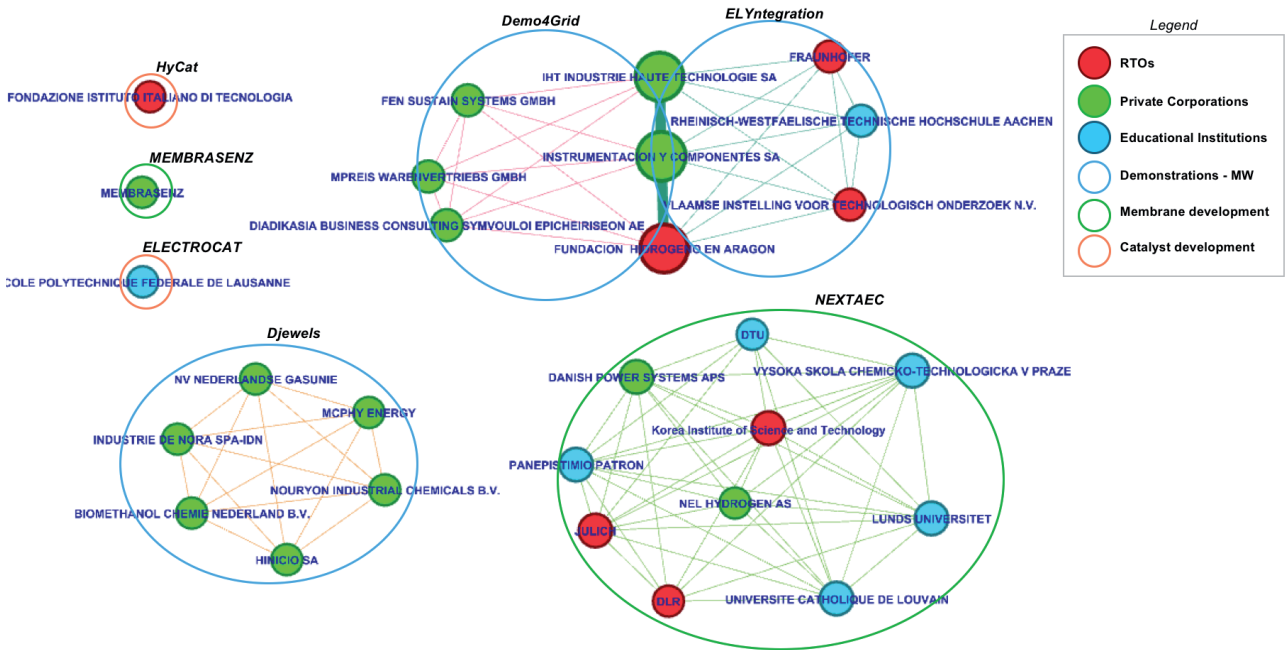 Demo4Grid
ELYntegration
Legend
HyCat
FONDAZIONE ISTITUTO ITALIANO DI TECNOLOGIA
MEMBRASENZ
MEMBRASENZ
ELECTROCAT
COLE POLYTECHNIQUE FEDERALE DE LAUSANNE
IHT INDUSTRIE HAUTE TECHNOLOGIE SA
FEN SUSTAIN SYSTEMS GMBH
INSTRUMENTACION Y COMPONENTES SA
MPREIS WARENVERTRIEBS GMBH
DIADIKASIA BUSINESS CONSULTING SYMVOULOI EPICHEIRISEON AE
FUNDACION HIDROGENO EN ARAGON
FRAUNHOFER
RHEINISCH-WESTFAELISCHE TECHNISCHE HOCHSCHULE AACHEN
VLAAMSE INSTELLING VOOR TECHNOLOGISCH ONDERZOEK N.V.
RTOs
Private Corporations
Educational Institutions
Demonstrations - MW
Membrane development
Catalyst development
Djewels
NV NEDERLANDSE GASUNIE
MCPHY ENERGY
INDUSTRIE DE NORA SPA-IDN
NOURYON INDUSTRIAL CHEMICALS B.V.
BIOMETHANOL CHEMIE NEDERLAND B.V.
HINICIO SA
NEXTAEC
DTU
DANISH POWER SYSTEMS APS
VYSOKA SKOLA CHEMICKO-TECHNOLOGICKA V PRAZE
Korea Institute of Science and Technology
PANEPISTIMIO PATRON
NEL HYDROGEN AS
JULICH
LUNDS UNIVERSITET
DLR
UNIVERSITE CATHOLIQUE DE LOUVAIN